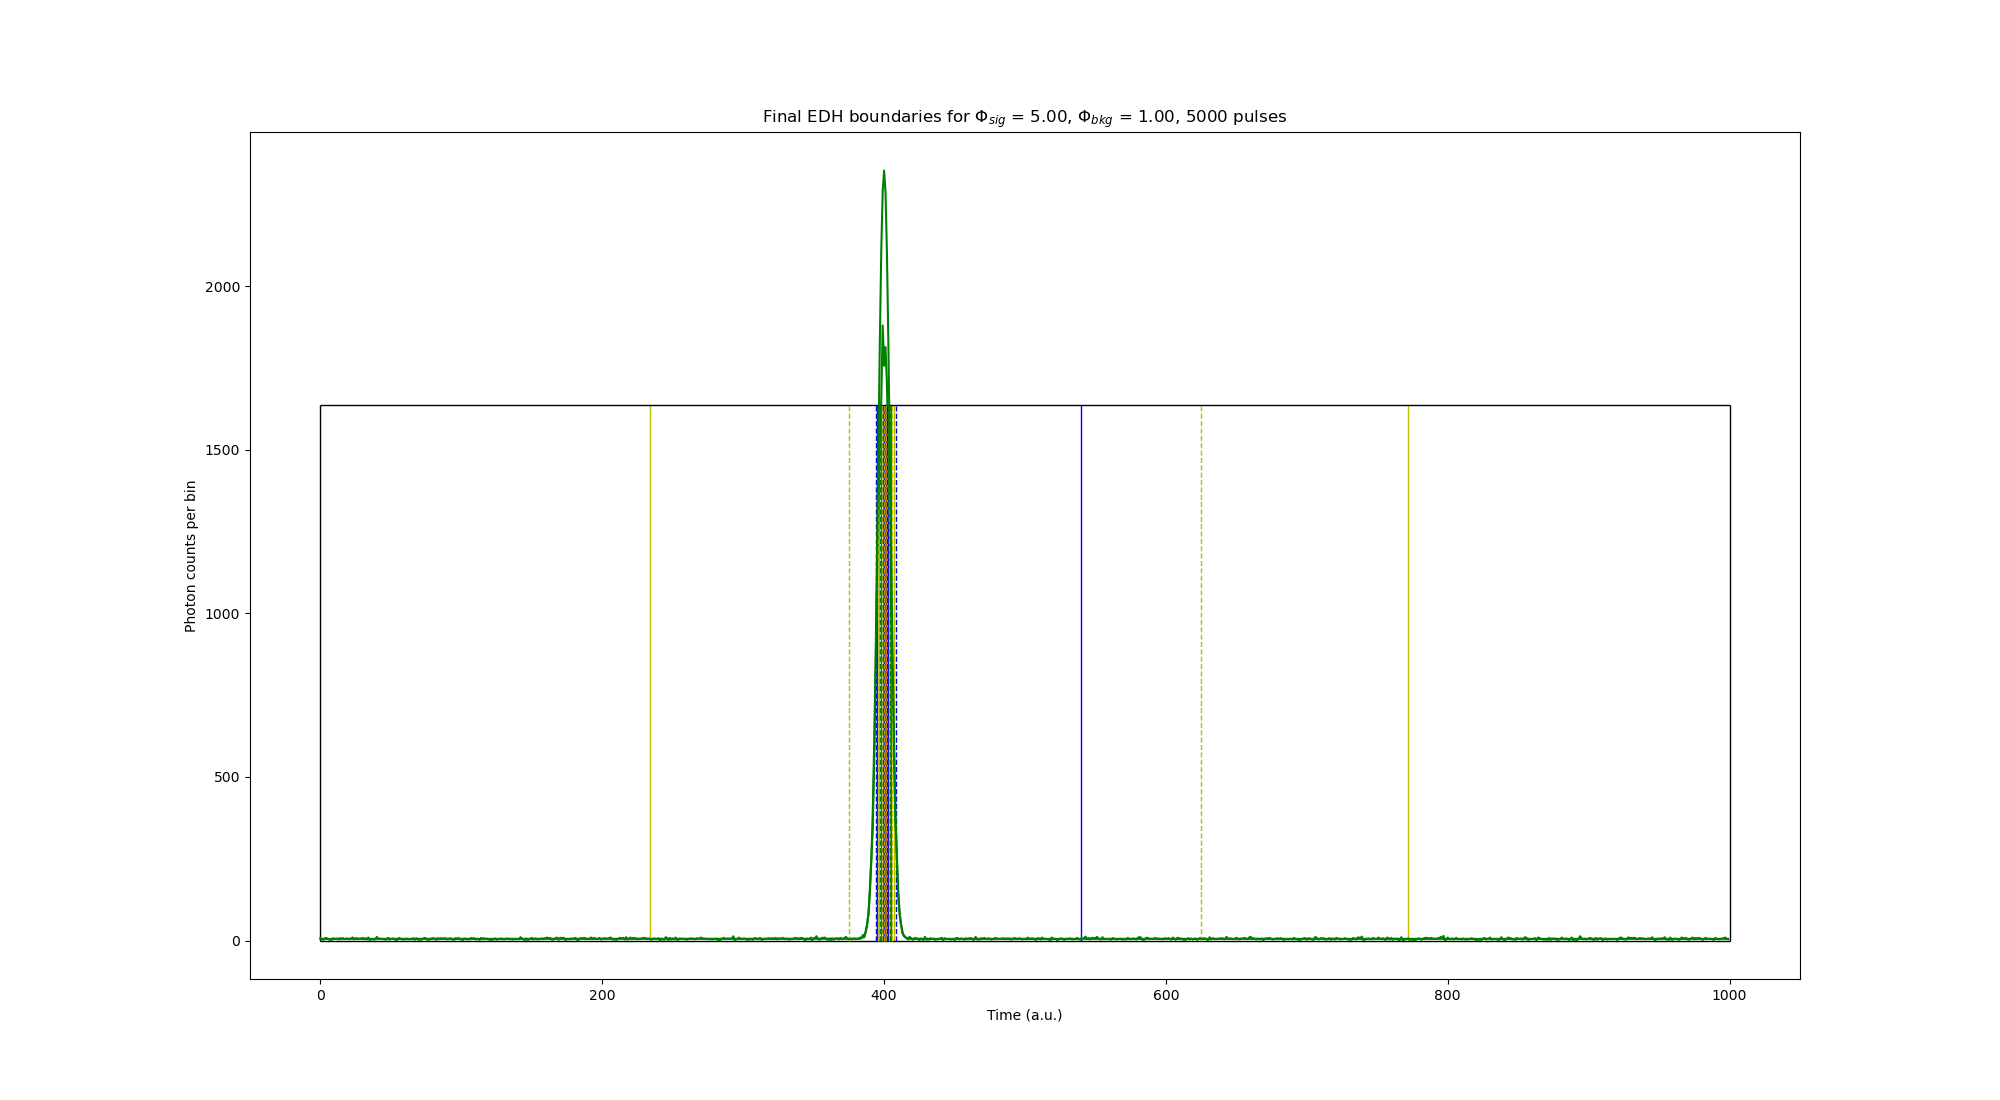 Final EDH boundaries for Φsig = 5.00, Φbkg = 1.00, 5000 pulses
Photon counts per bin
2000
1500
1000
500
0
0 200 400 600 800 1000
Time (a.u.)